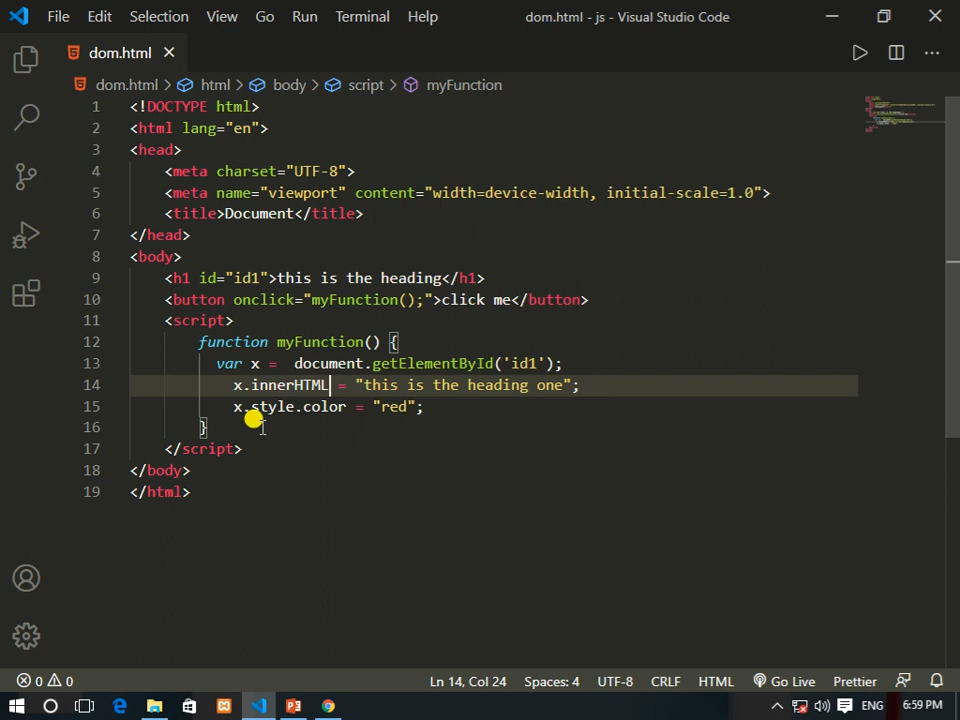 File Edit Selection View Go Run Terminal Help dom.html - js - Visual Studio Code
dom.html
dom.html > html > body > script > myFunction
1 <!DOCTYPE html>
2 <html lang="en">
3 <head>
4 <meta charset="UTF-8">
5 <meta name="viewport" content="width=device-width, initial-scale=1.0">
6 <title>Document</title>
7 </head>
8 <body>
9 <h1 id="id1">this is the heading</h1>
10 <button onclick="myFunction();">click me</button>
11 <script>
12 function myFunction() {
13 var x = document.getElementById('id1');
14 x.innerHTML = "this is the heading one";
15 x.style.color = "red";
16 }
17 </script>
18 </body>
19 </html>
0 0 Ln 14, Col 24 Spaces: 4 UTF-8 CRLF HTML Go Live Prettier
ENG 6:59 PM